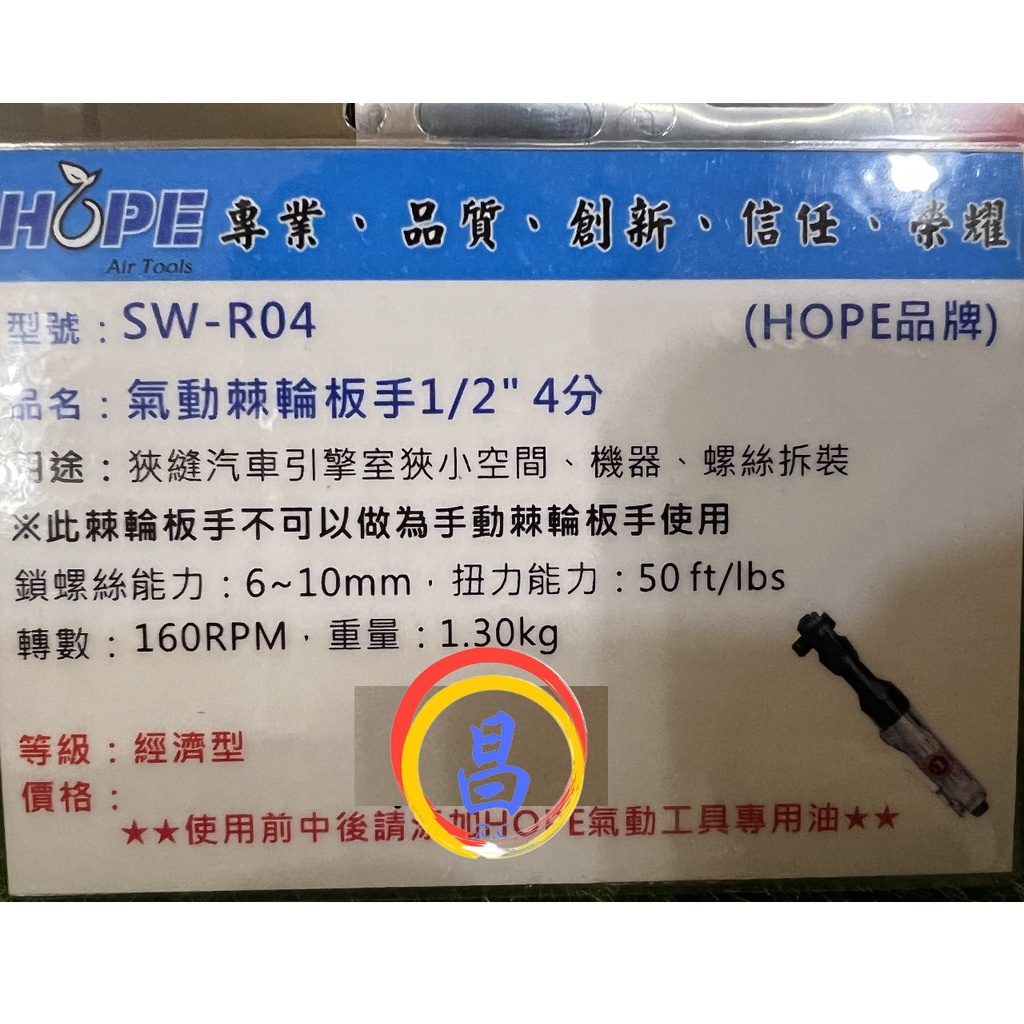 HOPE 專業、品質、創新、信任、榮耀
Air Tools
型號：SW-R04 (HOPE品牌)
品名：氣動棘輪板手1/2" 4分
用途：狹縫汽車引擎室狹小空間、機器、螺絲拆裝
※此棘輪板手不可以做為手動棘輪板手使用
鎖螺絲能力：6~10mm，扭力能力：50 ft/lbs
轉數：160RPM，重量：1.30kg
等級：經濟型
價格：
昌
★★使用前中後請添加HOPE氣動工具專用油★★